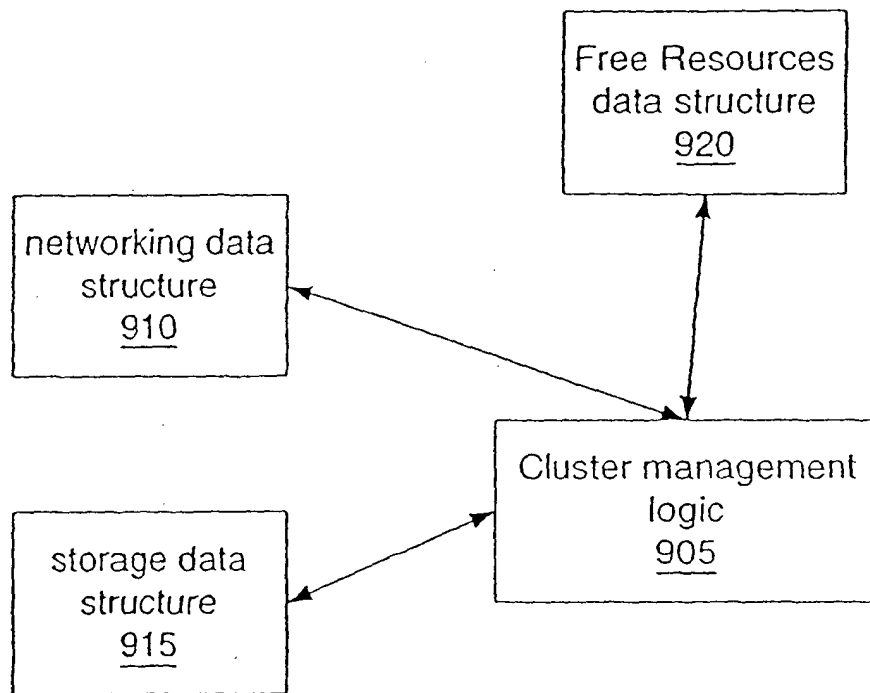 Free Resources
data structure
920
networking data
structure
910
Cluster management
logic
905
storage data
structure
915